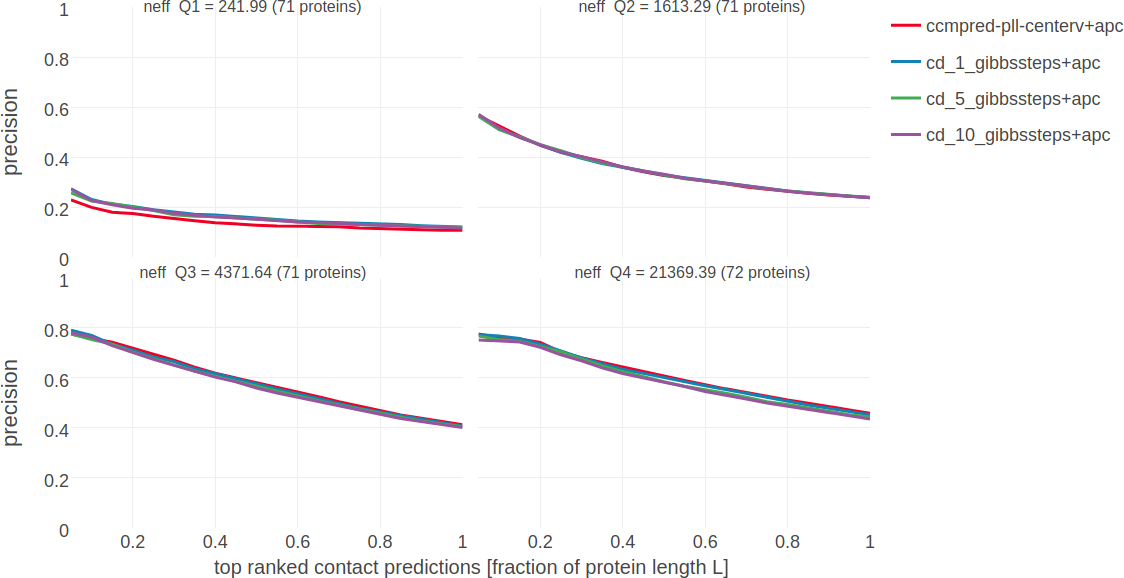 neff Q1 = 241.99 (71 proteins)
neff Q2 = 1613.29 (71 proteins)
1
0.8
0.6
0.4
0.2
0
precision
ccmpred-pll-centerv+apc
cd_1_gibbssteps+apc
cd_5_gibbssteps+apc
cd_10_gibbssteps+apc
neff Q3 = 4371.64 (71 proteins)
neff Q4 = 21369.39 (72 proteins)
1
0.8
0.6
0.4
0.2
0
precision
0.2 0.4 0.6 0.8 1
0.2 0.4 0.6 0.8 1
top ranked contact predictions [fraction of protein length L]